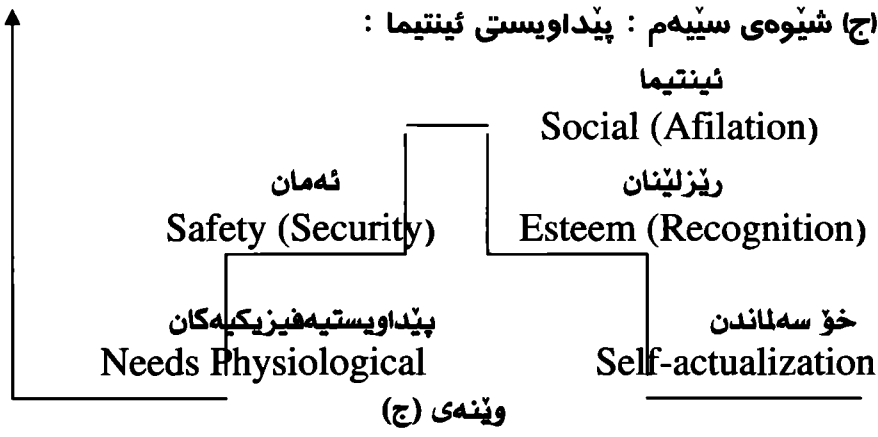 (ج) شێوەی سێیەم : پێداویستی ئینتیما :
ئینتیما
Social (Afilation)
ئەمان
ڕێزلێنان
Safety (Security)
Esteem (Recognition)
پێداویستیەفیزیکیەکان
خۆ سەلماندن
Needs Physiological
Self-actualization
وێنەی (ج)